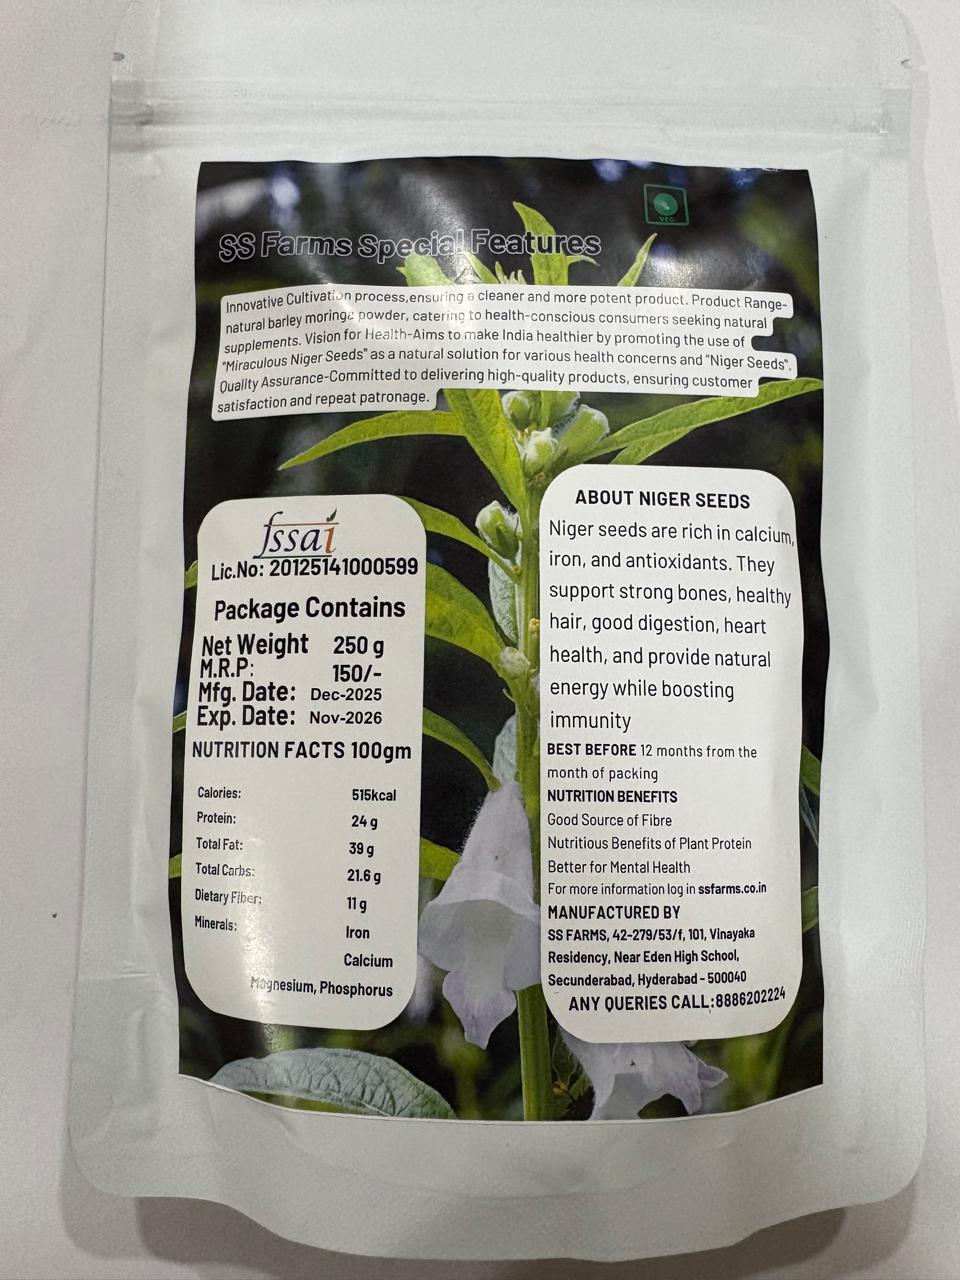 VEG
SS Farms Special Features
Innovative Cultivation process,ensuring a cleaner and more potent product. Product Range-
natural barley moringa powder, catering to health-conscious consumers seeking natural
supplements. Vision for Health-Aims to make India healthier by promoting the use of
"Miraculous Niger Seeds" as a natural solution for various health concerns and "Niger Seeds".
Quality Assurance-Committed to delivering high-quality products, ensuring customer
satisfaction and repeat patronage.
fssai
Lic.No: 20125141000599
Package Contains
Net Weight 250 g
M.R.P: 150/-
Mfg. Date: Dec-2025
Exp. Date: Nov-2026
NUTRITION FACTS 100gm
Calories: 515kcal
Protein: 24 g
Total Fat: 39 g
Total Carbs: 21.6 g
Dietary Fiber: 11 g
Minerals: Iron
Calcium
Magnesium, Phosphorus
ABOUT NIGER SEEDS
Niger seeds are rich in calcium,
iron, and antioxidants. They
support strong bones, healthy
hair, good digestion, heart
health, and provide natural
energy while boosting
immunity
BEST BEFORE 12 months from the
month of packing
NUTRITION BENEFITS
Good Source of Fibre
Nutritious Benefits of Plant Protein
Better for Mental Health
For more information log in ssfarms.co.in
MANUFACTURED BY
SS FARMS, 42-279/53/f, 101, Vinayaka
Residency, Near Eden High School,
Secunderabad, Hyderabad - 500040
ANY QUERIES CALL:8886202224